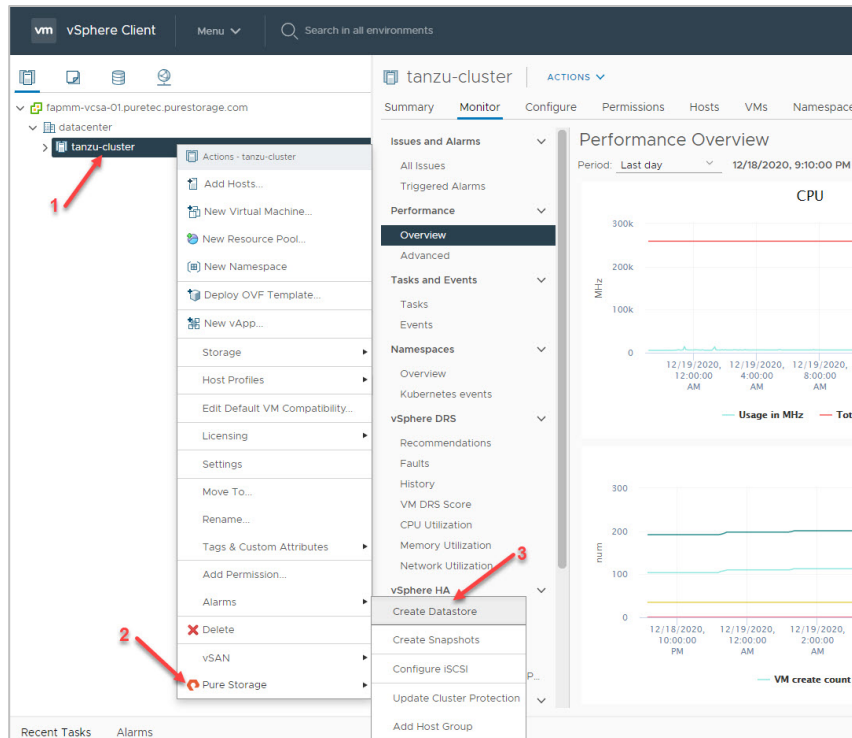 vm vSphere Client Menu Search in all environments
fapmm-vcsa-01.puretec.purestorage.com
datacenter
tanzu-cluster
1
Actions - tanzu-cluster
Add Hosts...
New Virtual Machine...
New Resource Pool...
New Namespace
Deploy OVF Template...
New vApp...
Storage
Host Profiles
Edit Default VM Compatibility...
Licensing
Settings
Move To...
Rename...
Tags & Custom Attributes
Add Permission...
Alarms
Delete
2
vSAN
Pure Storage
tanzu-cluster ACTIONS
Summary Monitor Configure Permissions Hosts VMs Namespace
Issues and Alarms
All Issues
Triggered Alarms
Performance
Overview
Advanced
Tasks and Events
Tasks
Events
Namespaces
Overview
Kubernetes events
vSphere DRS
Recommendations
Faults
History
VM DRS Score
CPU Utilization
Memory Utilization
Network Utilization
3
vSphere HA
Create Datastore
Create Snapshots
Configure iSCSI
P...
Update Cluster Protection
Add Host Group
Performance Overview
Period: Last day 12/18/2020, 9:10:00 PM
CPU
300k
200k
100k
0
MHz
12/19/2020, 12/19/2020, 12/19/2020,
12:00:00 4:00:00 8:00:00
AM AM AM
Usage in MHz Tot
300
200
100
0
num
12/18/2020, 12/19/2020, 12/19/2020,
10:00:00 12:00:00 2:00:00
PM AM AM
VM create count
Recent Tasks Alarms